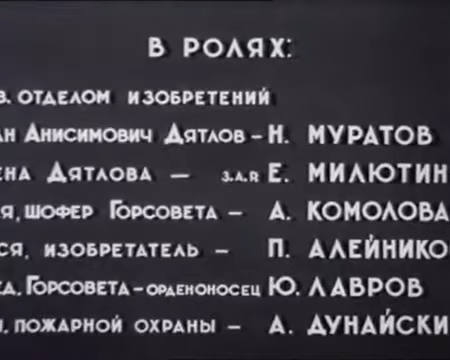 В РОЛЯХ:
В. ОТДЕЛОМ ИЗОБРЕТЕНИЙ
АН АНИСИМОВИЧ ДЯТЛОВ – Н. МУРАТОВ
ЕНА ДЯТЛОВА — З.А.Р. Е. МИЛЮТИН
Я, ШОФЕР ГОРСОВЕТА – А. КОМОЛОВА
СЯ, ИЗОБРЕТАТЕЛЬ – П. АЛЕЙНИКО
ЕД. ГОРСОВЕТА – ОРДЕНОНОСЕЦ Ю. ЛАВРОВ
Ч. ПОЖАРНОЙ ОХРАНЫ – А. ДУНАЙСКИ